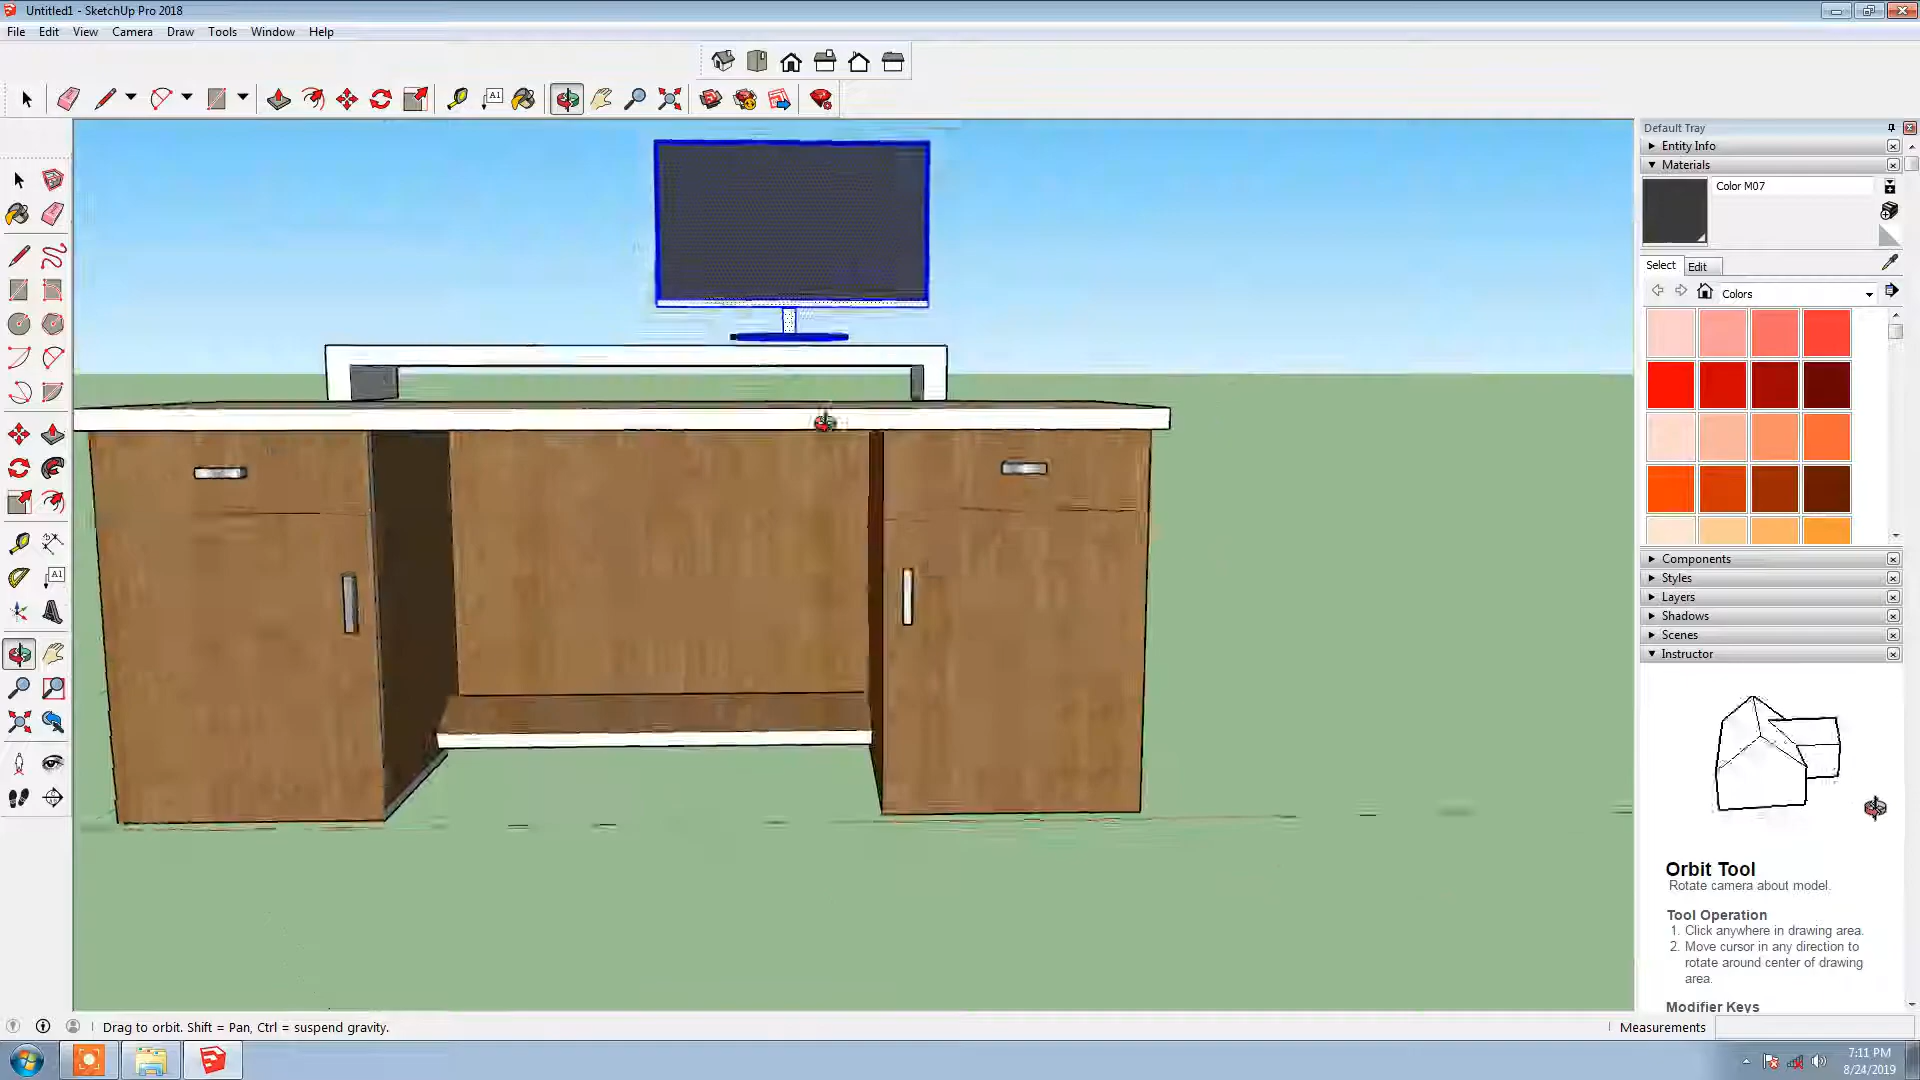 Untitled1 - SketchUp Pro 2018
File Edit View Camera Draw Tools Window Help
A1
Default Tray
Entity Info
Materials
Color M07
Select Edit
Colors
A1
Components
Styles
Layers
Shadows
Scenes
Instructor
Orbit Tool
Rotate camera about model.
Tool Operation
1. Click anywhere in drawing area.
2. Move cursor in any direction to
rotate around center of drawing
area.
Modifier Keys
Drag to orbit. Shift = Pan, Ctrl = suspend gravity.
Measurements
7:11 PM
8/24/2019